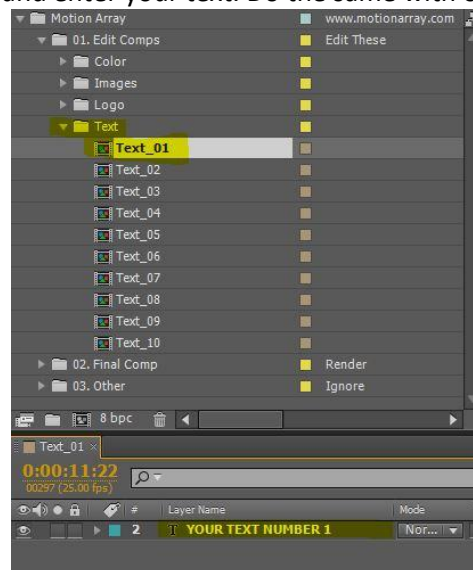 and enter your text. Do the same with
Motion Array www.motionarray.com
01. Edit Comps Edit These
Color
Images
Logo
Text
Text_01
Text_02
Text_03
Text_04
Text_05
Text_06
Text_07
Text_08
Text_09
Text_10
02. Final Comp Render
03. Other Ignore
8 bpc
Text_01 ×
0:00:11:22
00297 (25.00 fps)
# Layer Name Mode
2 T YOUR TEXT NUMBER 1 Nor...